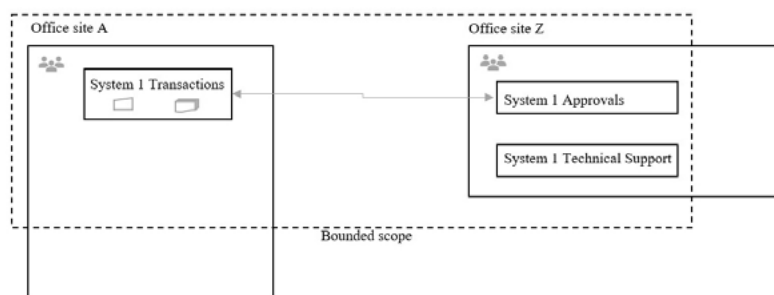 Office site A
Office site Z
System 1 Transactions
System 1 Approvals
System 1 Technical Support
Bounded scope